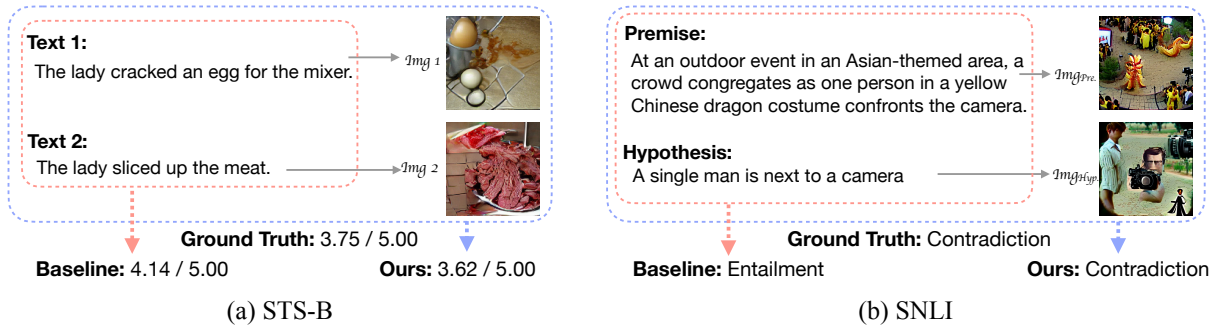 Text 1:
The lady cracked an egg for the mixer.
Img 1
Text 2:
The lady sliced up the meat.
Img 2
Ground Truth: 3.75 / 5.00
Baseline: 4.14 / 5.00
Ours: 3.62 / 5.00
(a) STS-B
Premise:
At an outdoor event in an Asian-themed area, a
crowd congregates as one person in a yellow
Chinese dragon costume confronts the camera.
ImgPre.
Hypothesis:
A single man is next to a camera
ImgHyp.
Ground Truth: Contradiction
Baseline: Entailment
Ours: Contradiction
(b) SNLI